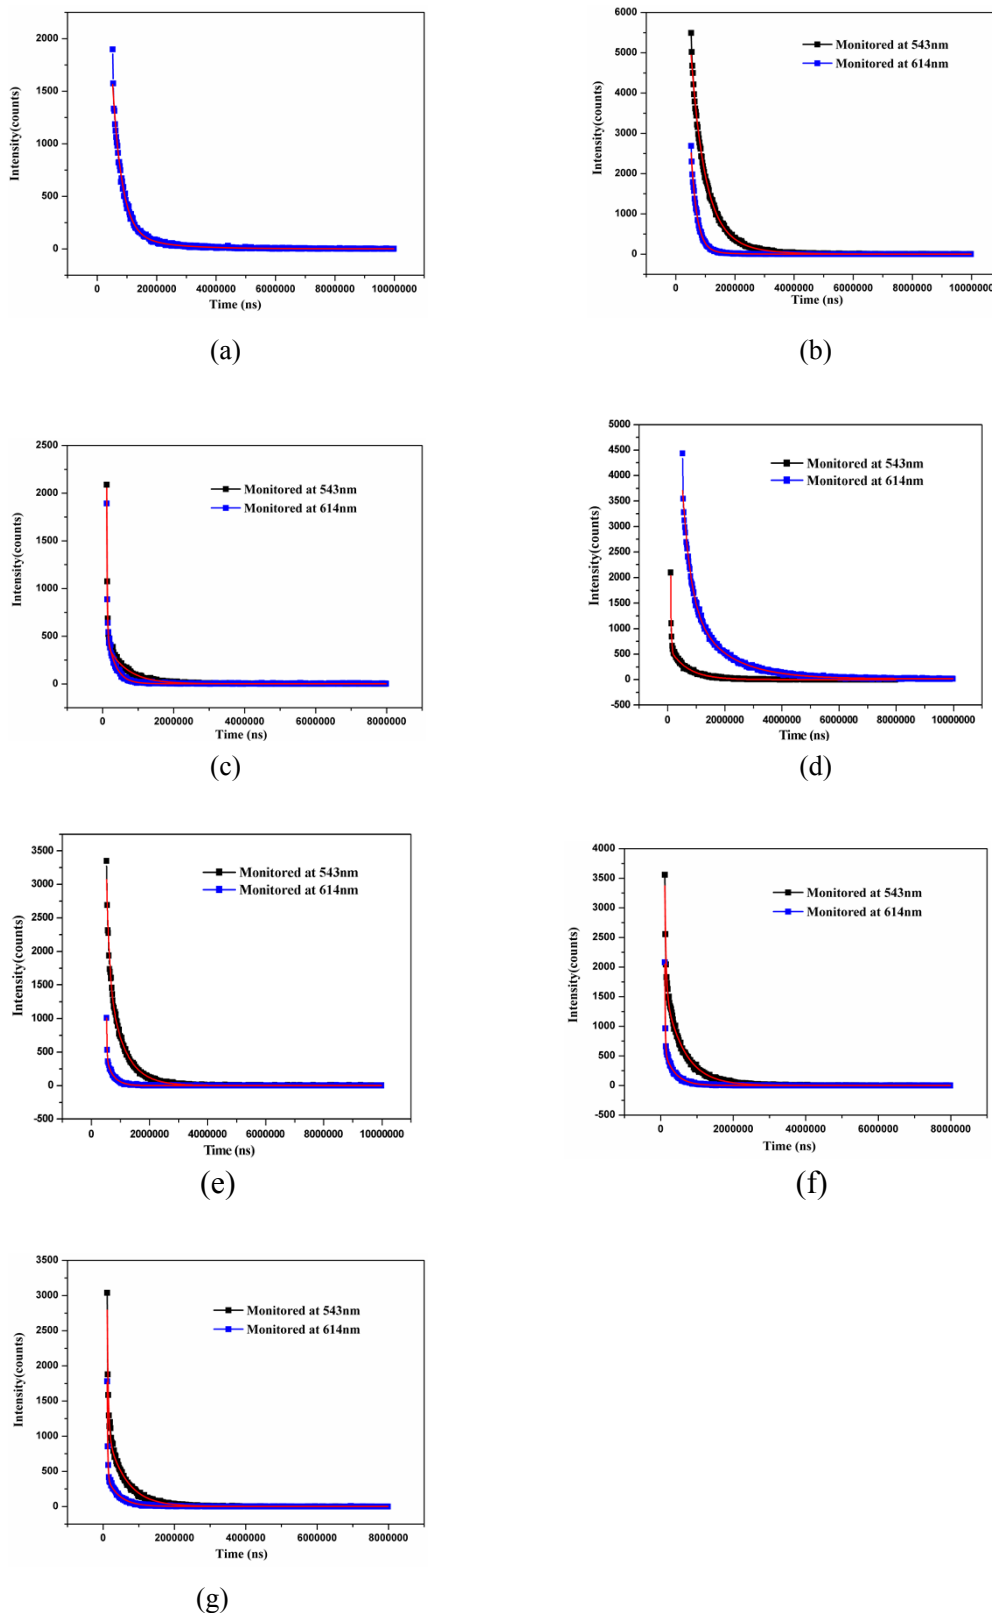 2000
1500
1000
500
0
Intensity(counts)
0 2000000 4000000 6000000 8000000 10000000
Time (ns)
(a)
6000
5000
4000
3000
2000
1000
0
Intensity(counts)
Monitored at 543nm
Monitored at 614nm
0 2000000 4000000 6000000 8000000 10000000
Time (ns)
(b)
2500
2000
1500
1000
500
0
Intensity(counts)
Monitored at 543nm
Monitored at 614nm
0 2000000 4000000 6000000 8000000
Time (ns)
(c)
5000
4500
4000
3500
3000
2500
2000
1500
1000
500
0
-500
Intensity(counts)
Monitored at 543nm
Monitored at 614nm
0 2000000 4000000 6000000 8000000 10000000
Time (ns)
(d)
3500
3000
2500
2000
1500
1000
500
0
-500
Intensity(counts)
Monitored at 543nm
Monitored at 614nm
0 2000000 4000000 6000000 8000000 10000000
Time (ns)
(e)
4000
3500
3000
2500
2000
1500
1000
500
0
-500
Intensity(counts)
Monitored at 543nm
Monitored at 614nm
0 2000000 4000000 6000000 8000000
Time (ns)
(f)
3500
3000
2500
2000
1500
1000
500
0
Intensity(counts)
Monitored at 543nm
Monitored at 614nm
0 2000000 4000000 6000000 8000000
Time (ns)
(g)